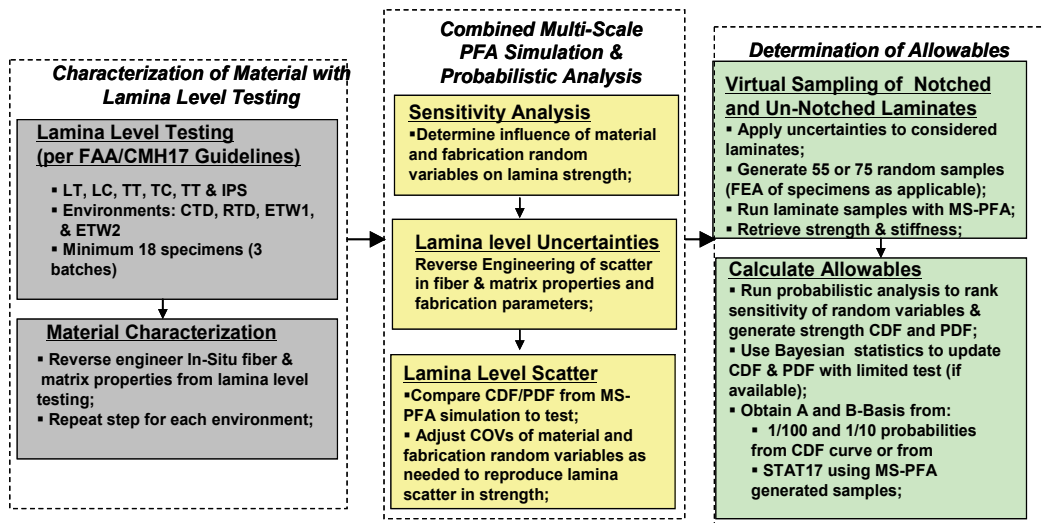 Characterization of Material with
Lamina Level Testing
Lamina Level Testing
(per FAA/CMH17 Guidelines)
▪ LT, LC, TT, TC, TT & IPS
▪ Environments: CTD, RTD, ETW1,
& ETW2
▪ Minimum 18 specimens (3
batches)
Material Characterization
▪ Reverse engineer In-Situ fiber &
matrix properties from lamina level
testing;
▪ Repeat step for each environment;
Combined Multi-Scale
PFA Simulation &
Probabilistic Analysis
Sensitivity Analysis
▪Determine influence of material
and fabrication random
variables on lamina strength;
Lamina level Uncertainties
Reverse Engineering of scatter
in fiber & matrix properties and
fabrication parameters;
Lamina Level Scatter
▪Compare CDF/PDF from MS-
PFA simulation to test;
▪Adjust COVs of material and
fabrication random variables as
needed to reproduce lamina
scatter in strength;
Determination of Allowables
Virtual Sampling of Notched
and Un-Notched Laminates
▪ Apply uncertainties to considered
laminates;
▪ Generate 55 or 75 random samples
(FEA of specimens as applicable);
▪ Run laminate samples with MS-PFA;
▪ Retrieve strength & stiffness;
Calculate Allowables
▪ Run probabilistic analysis to rank
sensitivity of random variables &
generate strength CDF and PDF;
▪ Use Bayesian statistics to update
CDF & PDF with limited test (if
available);
▪ Obtain A and B-Basis from:
▪ 1/100 and 1/10 probabilities
from CDF curve or from
▪ STAT17 using MS-PFA
generated samples;